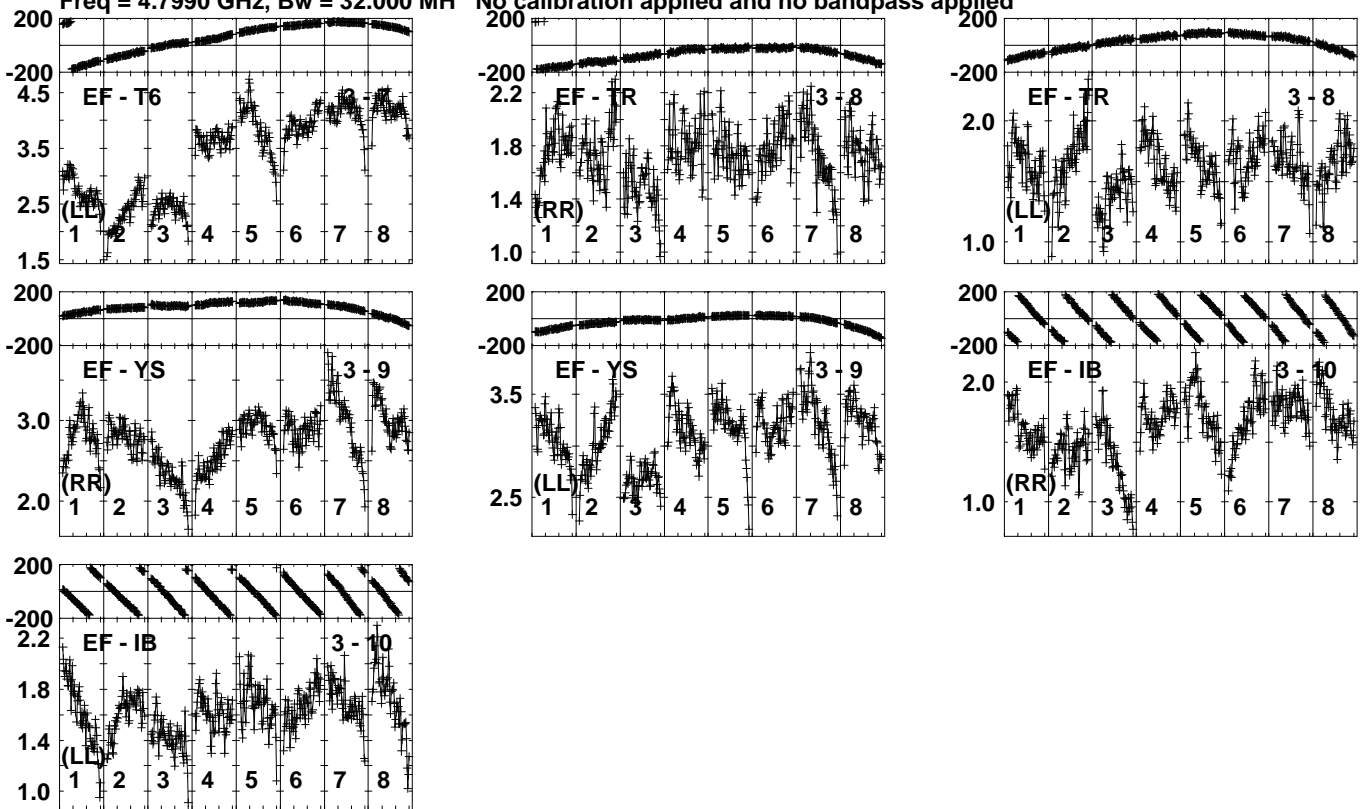 Freq = 4.7990 GHz, Bw = 32.000 MH   No calibration applied and no bandpass applied
200
-200
EF - T6
3 - 7
4.5
3.5
2.5
1.5
(LL)
1 2 3 4 5 6 7 8
200
-200
EF - TR
3 - 8
2.2
1.8
1.4
1.0
(RR)
1 2 3 4 5 6 7 8
200
-200
EF - TR
3 - 8
2.0
1.0
(LL)
1 2 3 4 5 6 7 8
200
-200
EF - YS
3 - 9
3.0
2.0
(RR)
1 2 3 4 5 6 7 8
200
-200
EF - YS
3 - 9
3.5
2.5
(LL)
1 2 3 4 5 6 7 8
200
-200
EF - IB
3 - 10
2.0
1.0
(RR)
1 2 3 4 5 6 7 8
200
-200
EF - IB
3 - 10
2.2
1.8
1.4
1.0
(LL)
1 2 3 4 5 6 7 8